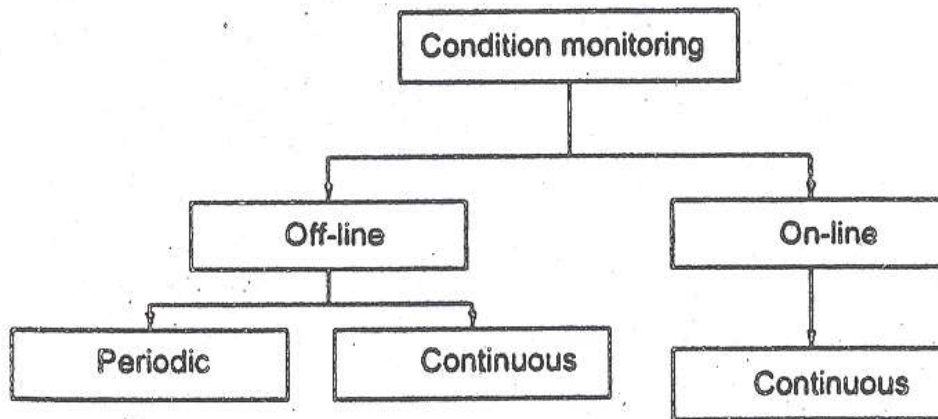 Condition monitoring
Off-line
On-line
Periodic
Continuous
Continuous